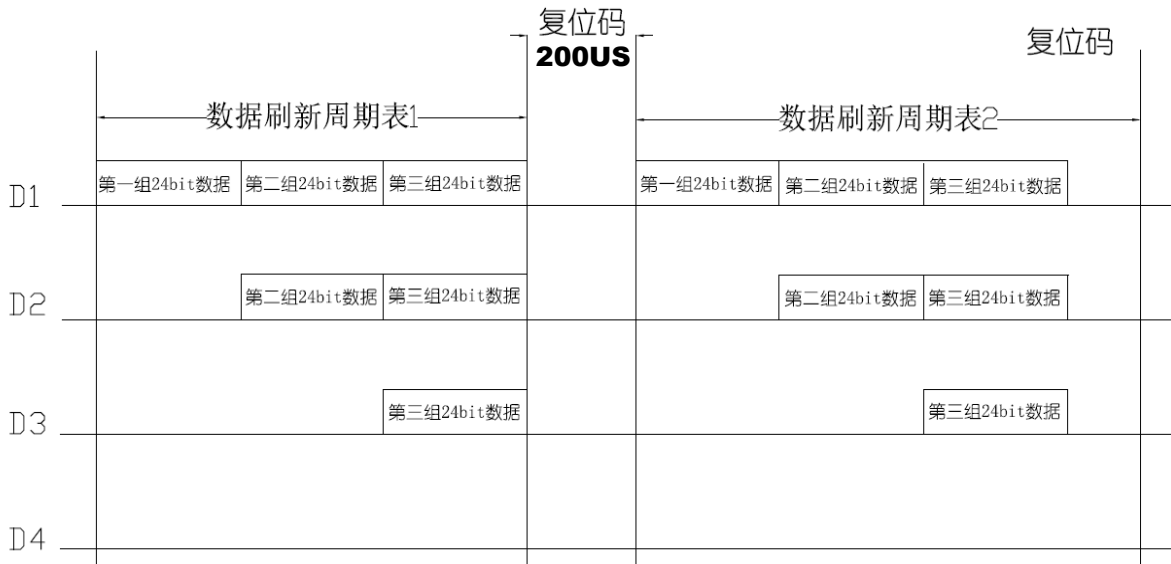 复位码
200US
复位码
数据刷新周期表1
数据刷新周期表2
D1 第一组24bit数据 第二组24bit数据 第三组24bit数据 第一组24bit数据 第二组24bit数据 第三组24bit数据
D2 第二组24bit数据 第三组24bit数据 第二组24bit数据 第三组24bit数据
D3 第三组24bit数据 第三组24bit数据
D4